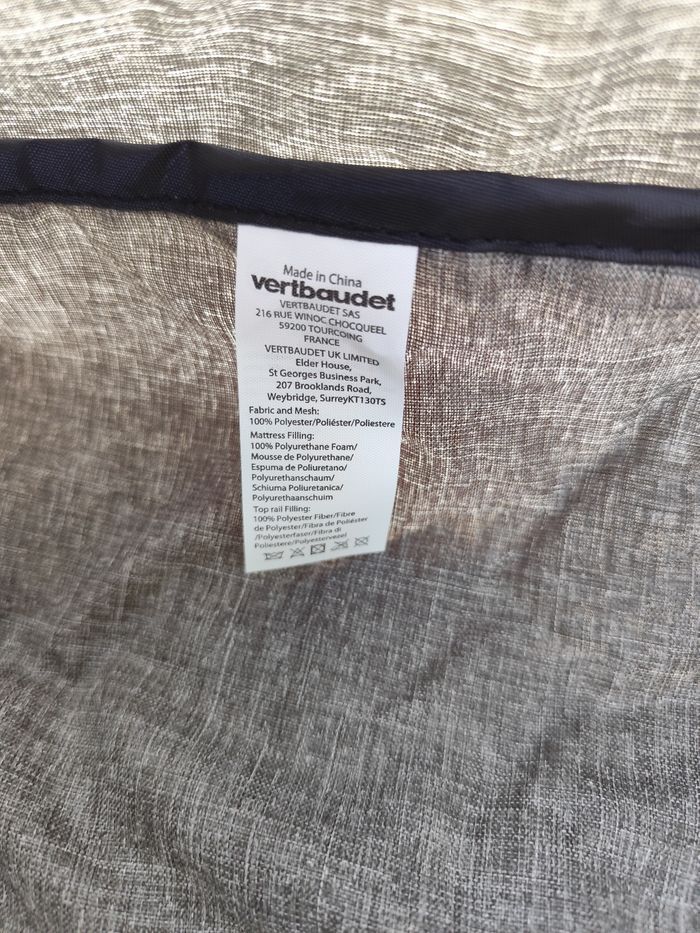 Made in China
vertbaudet
VERTBAUDET SAS
216 RUE WINOC CHOCQUEEL
59200 TOURCOING
FRANCE
VERTBAUDET UK LIMITED
Elder House,
St Georges Business Park,
207 Brooklands Road,
Weybridge, SurreyKT130TS
Fabric and Mesh:
100% Polyester/Poliéster/Poliestere
Mattress Filling:
100% Polyurethane Foam/
Mousse de Polyurethane/
Espuma de Poliuretano/
Polyurethanschaum/
Schiuma Poliuretanica/
Polyurethaanschuim
Top rail Filling:
100% Polyester Fiber/Fibre
de Polyester/Fibra de Poliéster
/Polyesterfaser/Fibra di
Poliestere/Polyestervezel